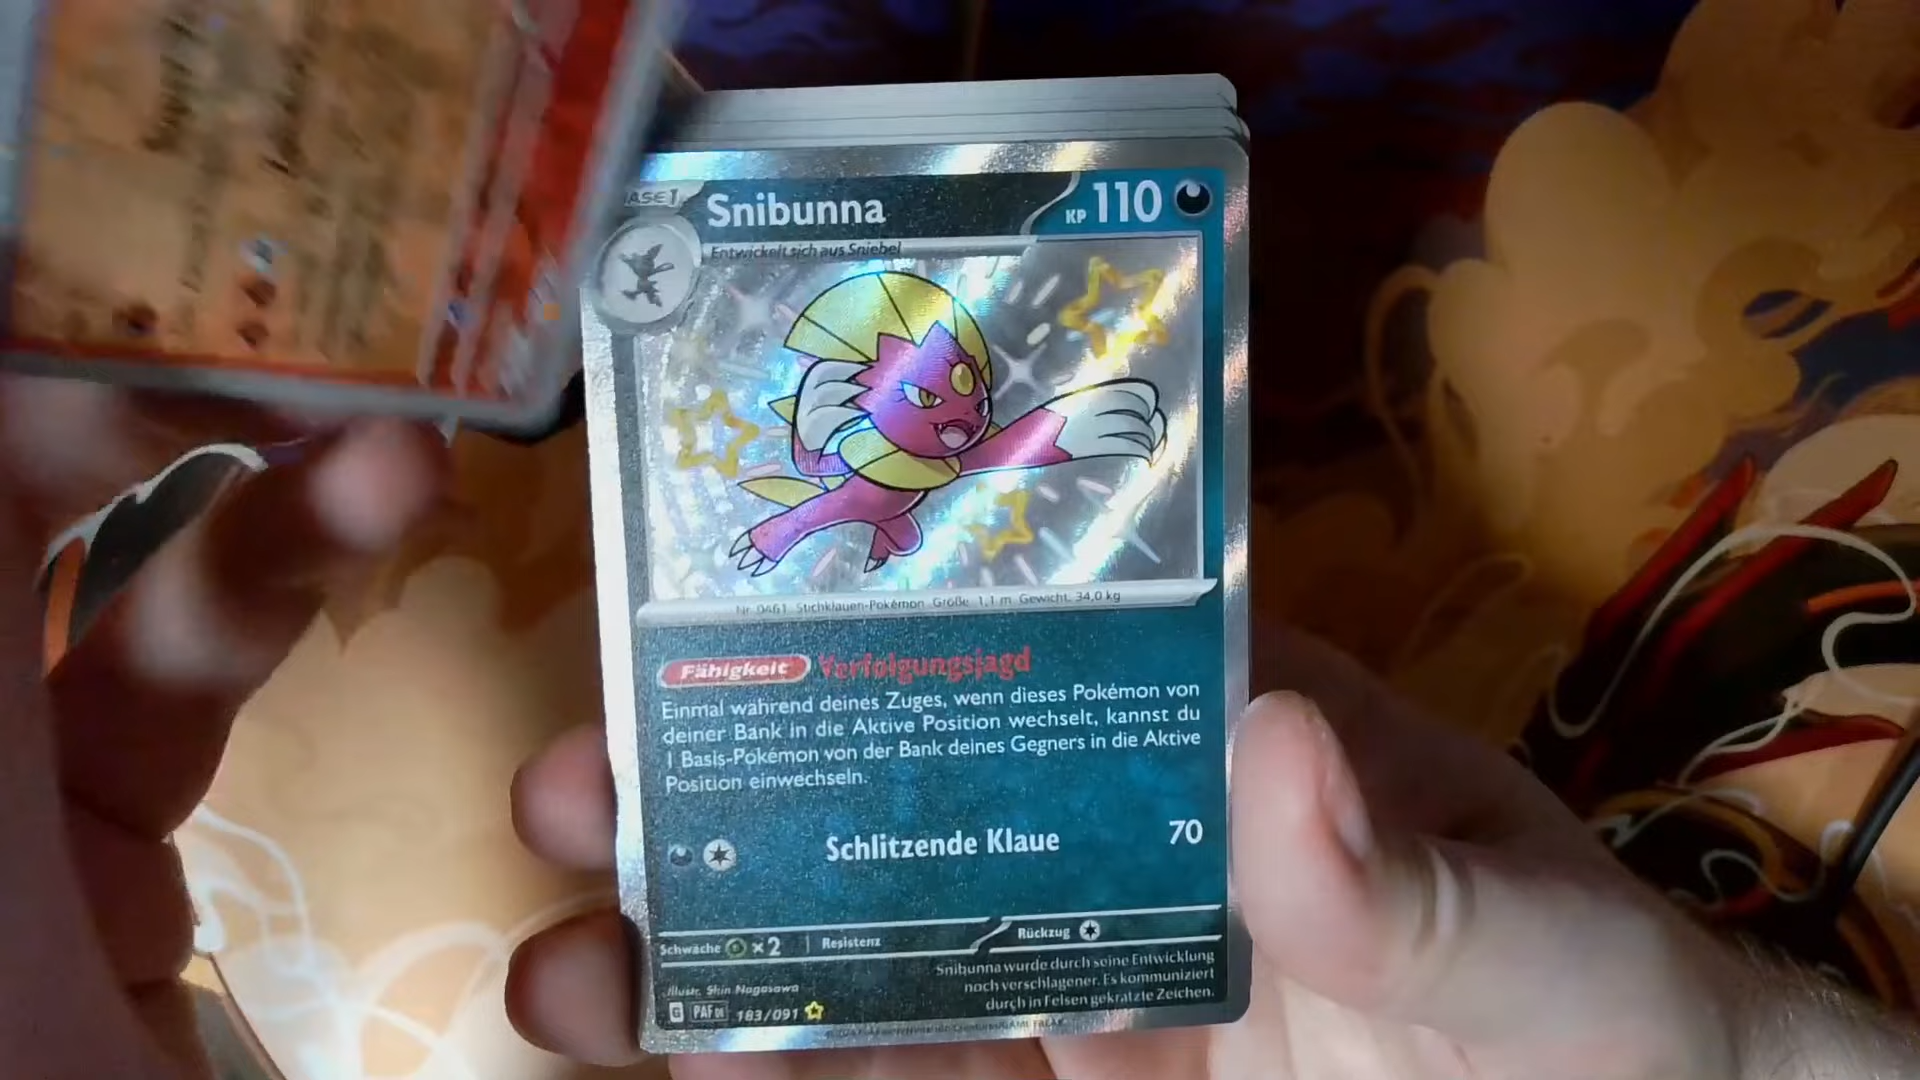 Snibunna
KP 110
Entwickelt sich aus Sniebel
Nr. 0461 Stichklauen-Pokémon Größe 1,1 m Gewicht: 34,0 kg
Fähigkeit Verfolgungsjagd
Einmal während deines Zuges, wenn dieses Pokémon von
deiner Bank in die Aktive Position wechselt, kannst du
1 Basis-Pokémon von der Bank deines Gegners in die Aktive
Position einwechseln.
Schlitzende Klaue 70
Schwäche ×2 Resistenz
Rückzug
Snibunna wurde durch seine Entwicklung
noch verschlagener. Es kommuniziert
durch in Felsen gekratzte Zeichen.
Illustr. Shin Nagasawa
G PAF DE 183/091